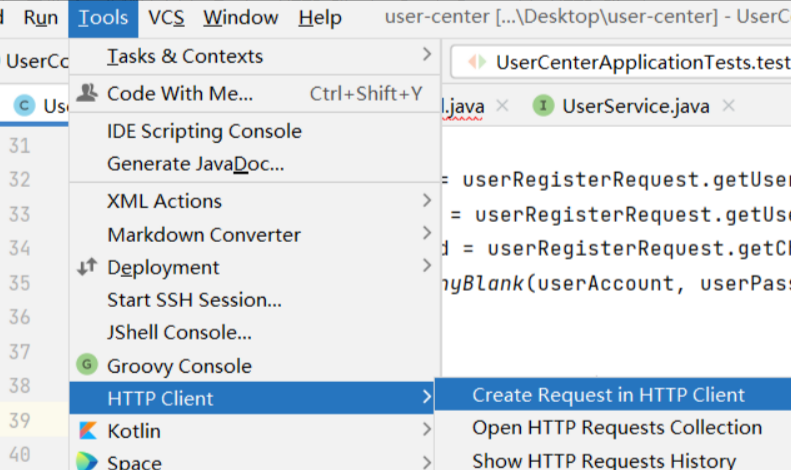 Run Tools VCS Window Help user-center [...\Desktop\user-center] - UserC
UserCo
Tasks & Contexts
UserCenterApplicationTests.test
Code With Me... Ctrl+Shift+Y
C Use
.java
I UserService.java
IDE Scripting Console
31
Generate JavaDoc...
32
= userRegisterRequest.getUser
XML Actions
33
= userRegisterRequest.getUse
Markdown Converter
34
d = userRegisterRequest.getCh
Deployment
35
nyBlank(userAccount, userPass
Start SSH Session...
36
JShell Console...
37
G Groovy Console
38
HTTP Client
Create Request in HTTP Client
39
Kotlin
Open HTTP Requests Collection
40
Space
Show HTTP Requests History